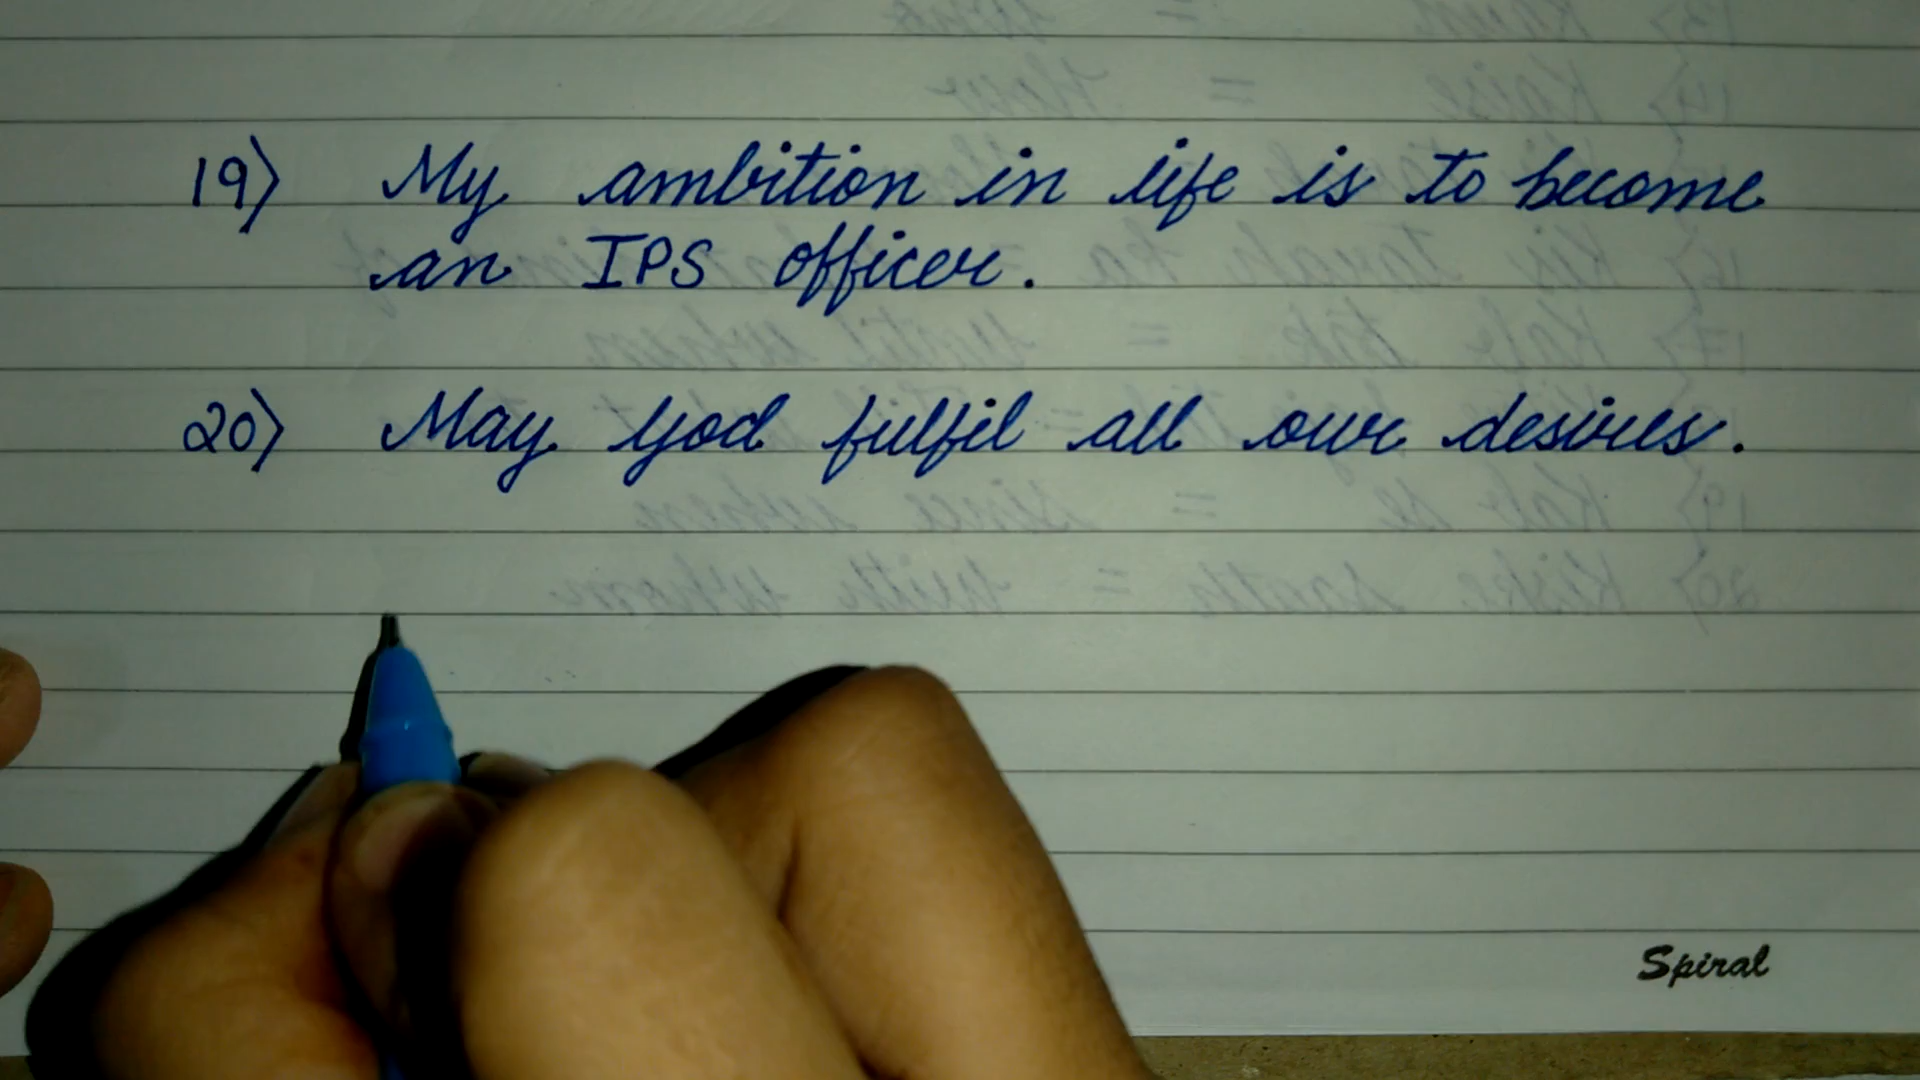 19) My ambition in life is to become
an IPS officer.
20) May God fulfil all our desires.
Spiral